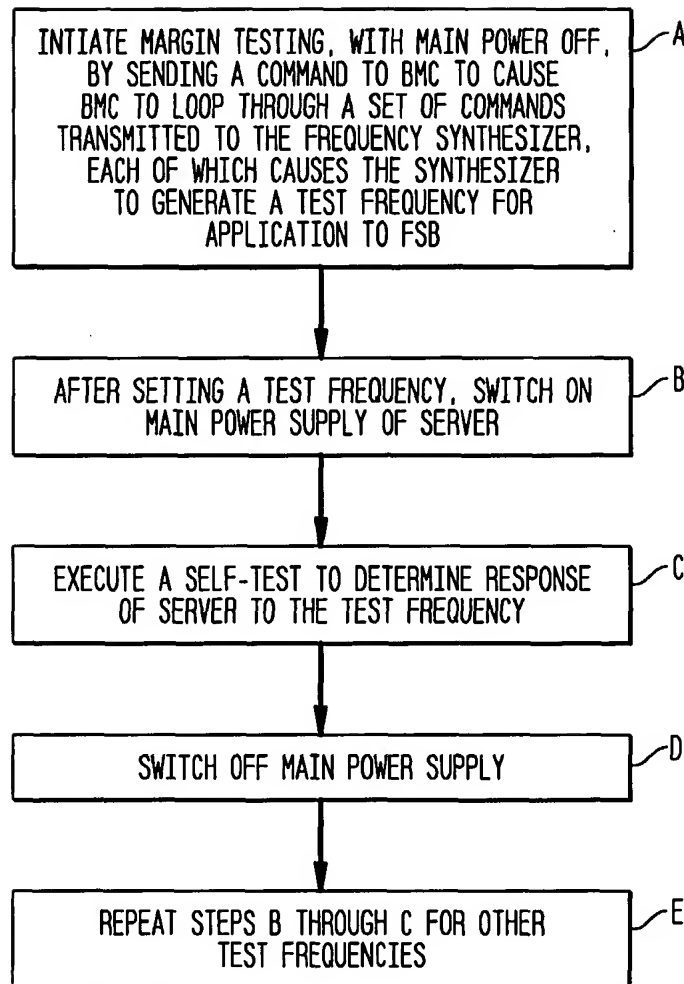 INTIATE MARGIN TESTING, WITH MAIN POWER OFF,
BY SENDING A COMMAND TO BMC TO CAUSE
BMC TO LOOP THROUGH A SET OF COMMANDS
TRANSMITTED TO THE FREQUENCY SYNTHESIZER,
EACH OF WHICH CAUSES THE SYNTHESIZER
TO GENERATE A TEST FREQUENCY FOR
APPLICATION TO FSB
A
AFTER SETTING A TEST FREQUENCY, SWITCH ON
MAIN POWER SUPPLY OF SERVER
B
EXECUTE A SELF-TEST TO DETERMINE RESPONSE
OF SERVER TO THE TEST FREQUENCY
C
SWITCH OFF MAIN POWER SUPPLY
D
REPEAT STEPS B THROUGH C FOR OTHER
TEST FREQUENCIES
E